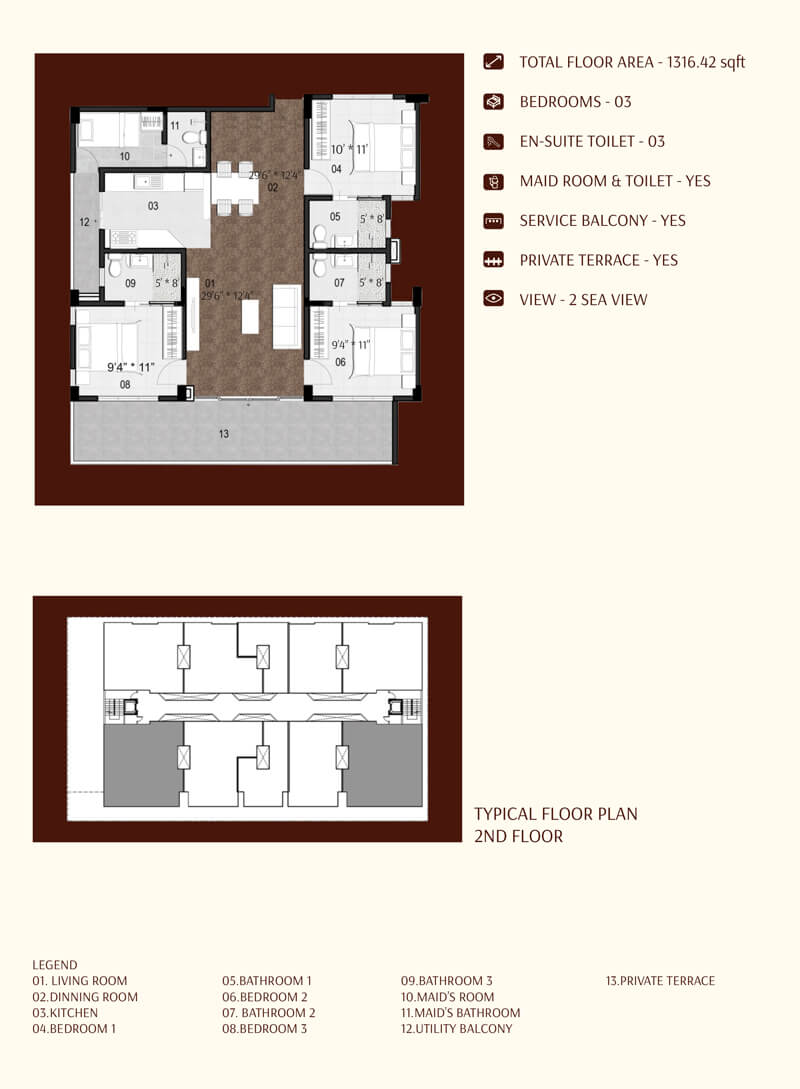 TOTAL FLOOR AREA - 1316.42 sqft
BEDROOMS - 03
EN-SUITE TOILET - 03
MAID ROOM & TOILET - YES
SERVICE BALCONY - YES
PRIVATE TERRACE - YES
VIEW - 2 SEA VIEW
11
10
10' * 11'
04
29'6" * 12'4"
02
03
12
05
5' * 8'
09
5' * 8'
01
29'6" * 12'4"
07
5' * 8'
9'4" * 11"
08
9'4" * 11"
06
13
TYPICAL FLOOR PLAN
2ND FLOOR
LEGEND
01. LIVING ROOM
02.DINNING ROOM
03.KITCHEN
04.BEDROOM 1
05.BATHROOM 1
06.BEDROOM 2
07. BATHROOM 2
08.BEDROOM 3
09.BATHROOM 3
10.MAID'S ROOM
11.MAID'S BATHROOM
12.UTILITY BALCONY
13.PRIVATE TERRACE